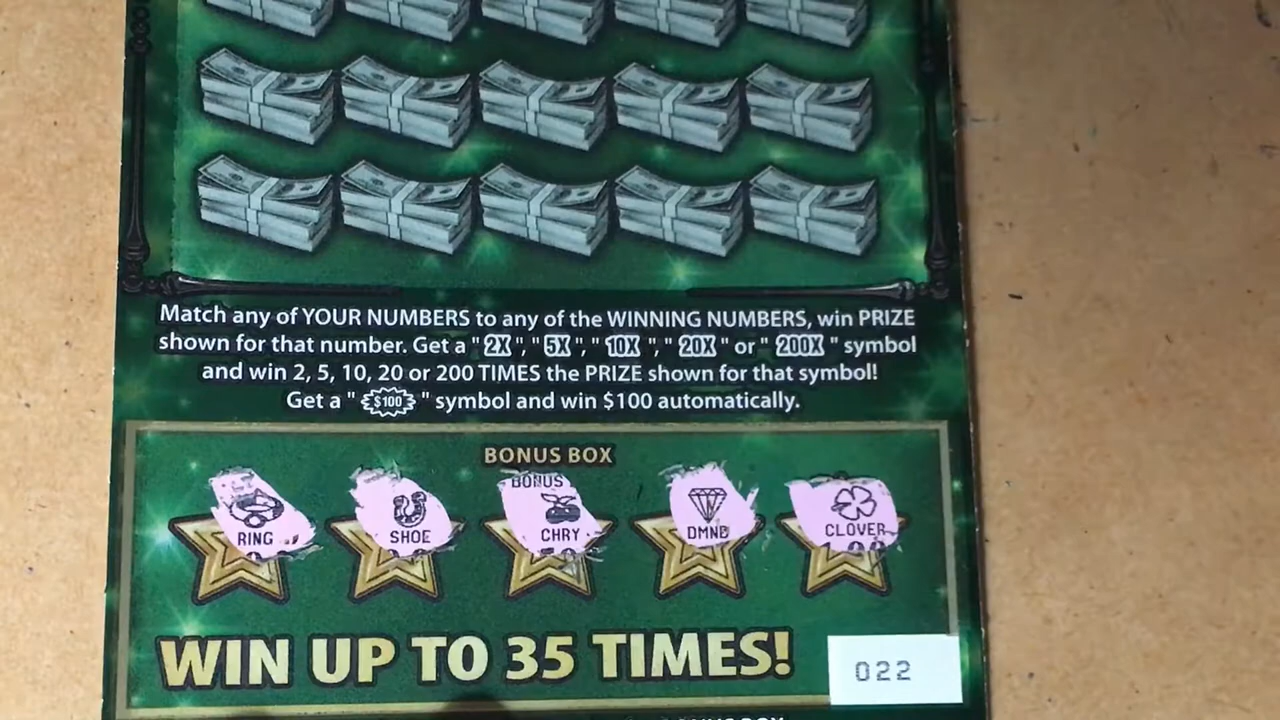 Match any of YOUR NUMBERS to any of the WINNING NUMBERS, win PRIZE
shown for that number. Get a "2X", "5X", "10X", "20X" or "200X" symbol
and win 2, 5, 10, 20 or 200 TIMES the PRIZE shown for that symbol!
Get a "$100" symbol and win $100 automatically.
BONUS BOX
BONUS
RING SHOE CHRY DMND CLOVER
WIN UP TO 35 TIMES!
022